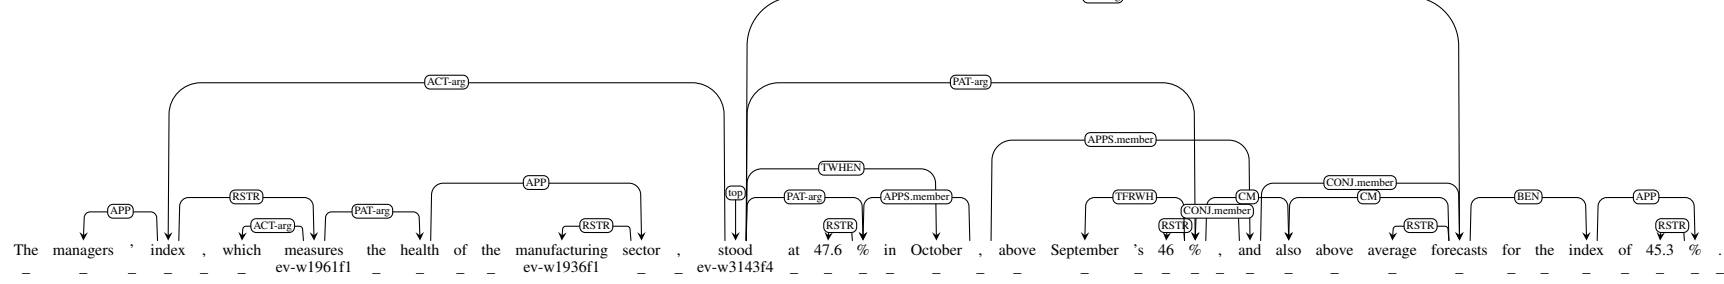 ACT-arg PAT-arg
APPS.member
TWHEN
APP CONJ.member
top
RSTR PAT-arg APPS.member TFRWH CM CM BEN APP
APP PAT-arg CONJ.member
ACT-arg RSTR RSTR RSTR RSTR RSTR
The managers ' index , which measures the health of the manufacturing sector , stood at 47.6 % in October , above September 's 46 % , and also above average forecasts for the index of 45.3 % .
_ _ _ _ _ _ ev-w1961f1 _ _ _ _ ev-w1936f1 _ _ ev-w3143f4 _ _ _ _ _ _ _ _ _ _ _ _ _ _ _ _ _ _ _ _ _ _ _ _